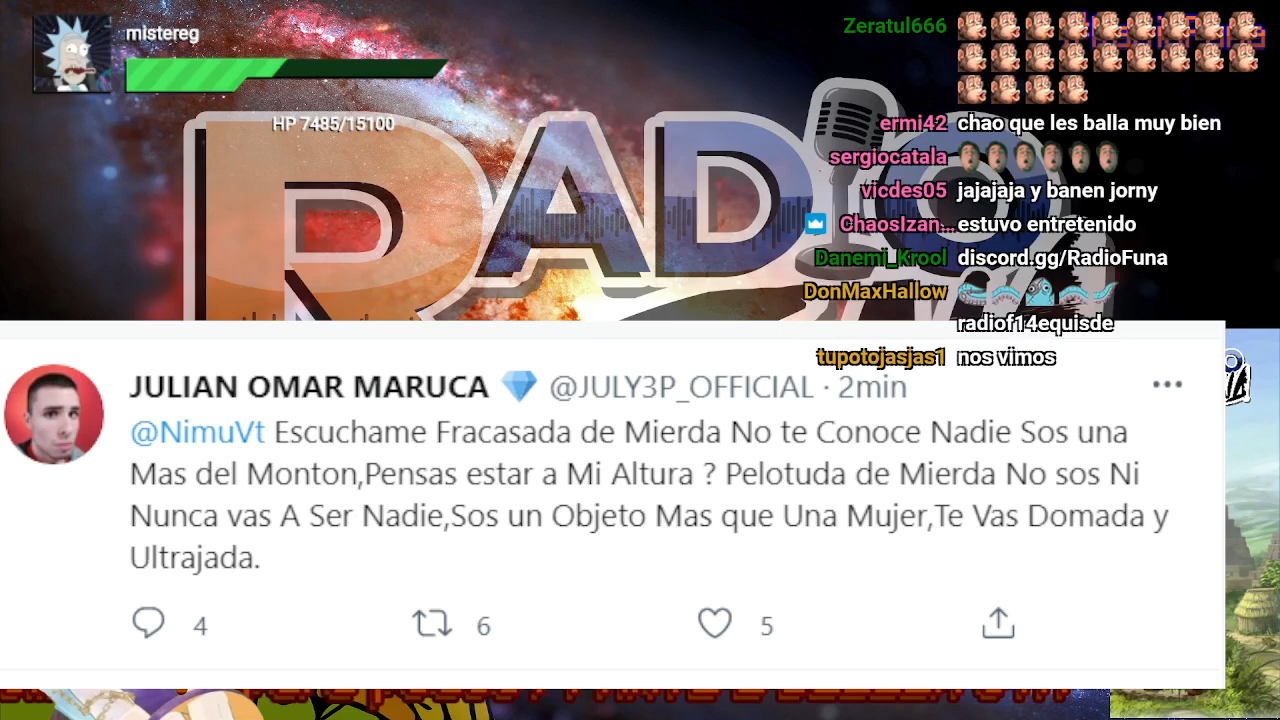 mistereg
HP 7485/15100
RADIO
Zeratul666
ermi42 chao que les balla muy bien
sergiocatala
vicdes05 jajajaja y banen jorny
ChaosIzan… estuvo entretenido
Danemi_Krool discord.gg/RadioFuna
DonMaxHallow
radiof14equisde
tupotojasjas1 nos vimos
JULIAN OMAR MARUCA @JULY3P_OFFICIAL · 2min
@NimuVt Escuchame Fracasada de Mierda No te Conoce Nadie Sos una
Mas del Monton,Pensas estar a Mi Altura ? Pelotuda de Mierda No sos Ni
Nunca vas A Ser Nadie,Sos un Objeto Mas que Una Mujer,Te Vas Domada y
Ultrajada.
4 6 5